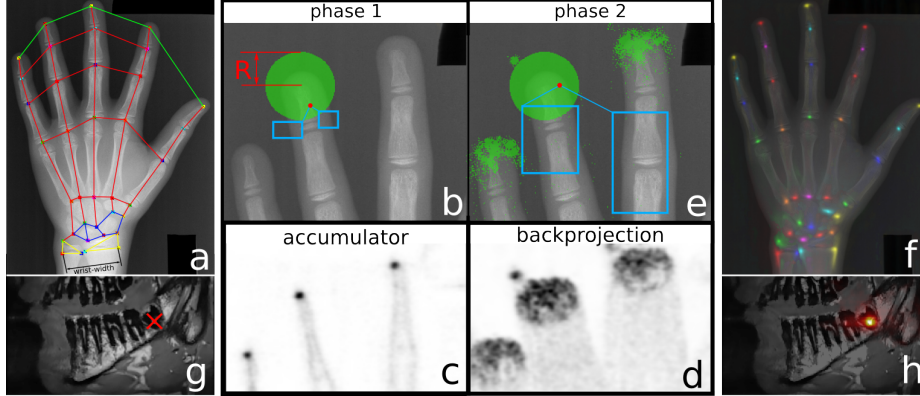 phase 1
phase 2
R
a
b
e
f
wrist-width
accumulator
backprojection
g
c
d
h